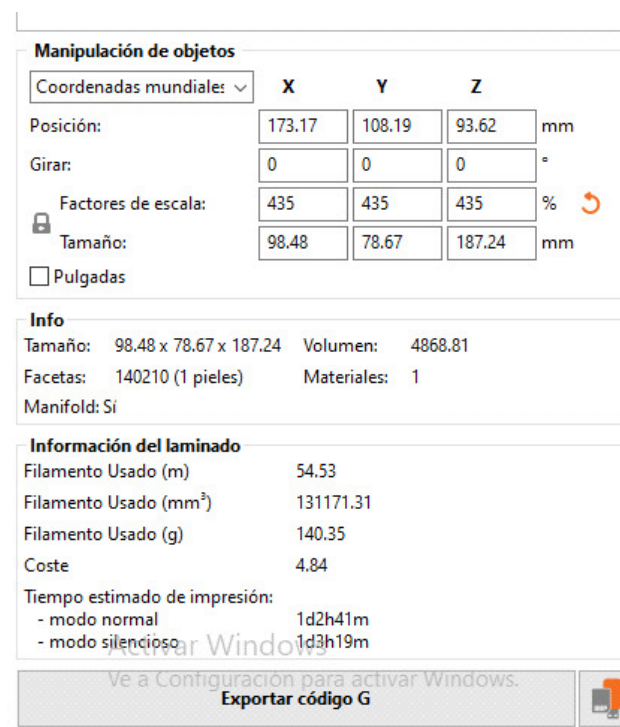 Manipulación de objetos
Coordenadas mundiale: X Y Z
Posición: 173.17 108.19 93.62 mm
Girar: 0 0 0 °
Factores de escala: 435 435 435 %
Tamaño: 98.48 78.67 187.24 mm
Pulgadas
Info
Tamaño: 98.48 x 78.67 x 187.24 Volumen: 4868.81
Facetas: 140210 (1 pieles) Materiales: 1
Manifold: Sí
Información del laminado
Filamento Usado (m) 54.53
Filamento Usado (mm³) 131171.31
Filamento Usado (g) 140.35
Coste 4.84
Tiempo estimado de impresión:
- modo normal 1d2h41m
- modo silencioso 1d3h19m
Activar Windows
Ve a Configuración para activar Windows.
Exportar código G